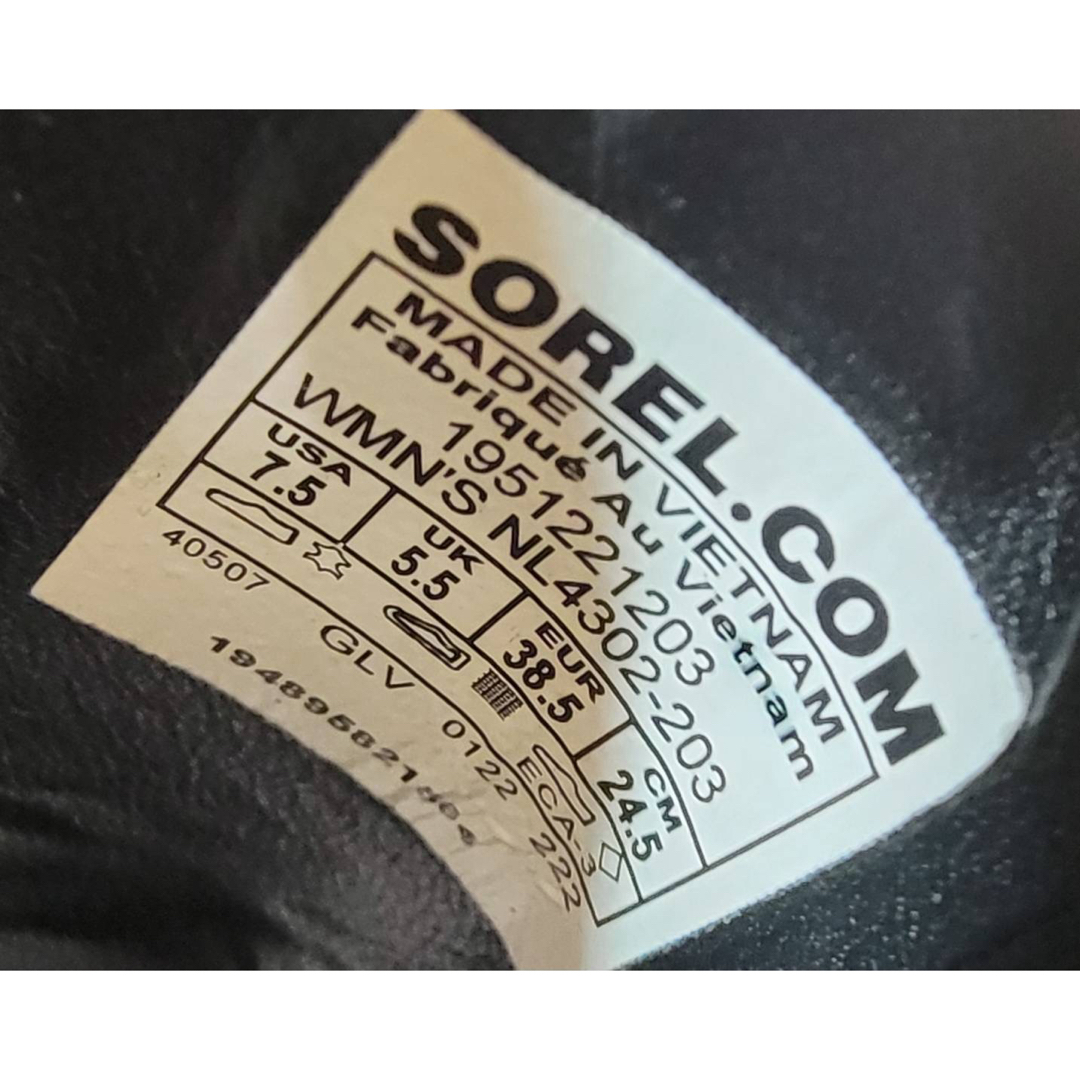 SOREL.COM
MADE IN VIETNAM
Fabriqué Au Vietnam
1951221203
WMN'S NL4302-203
USA UK EUR CM
7.5 5.5 38.5 24.5
40507 GLV 0122 ECA-3
222